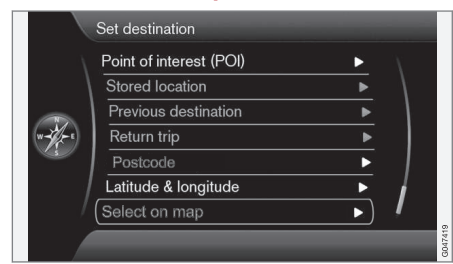 Set destination
Point of interest (POI)
Stored location
Previous destination
Return trip
Postcode
Latitude & longitude
Select on map
N
W E
S
G047419